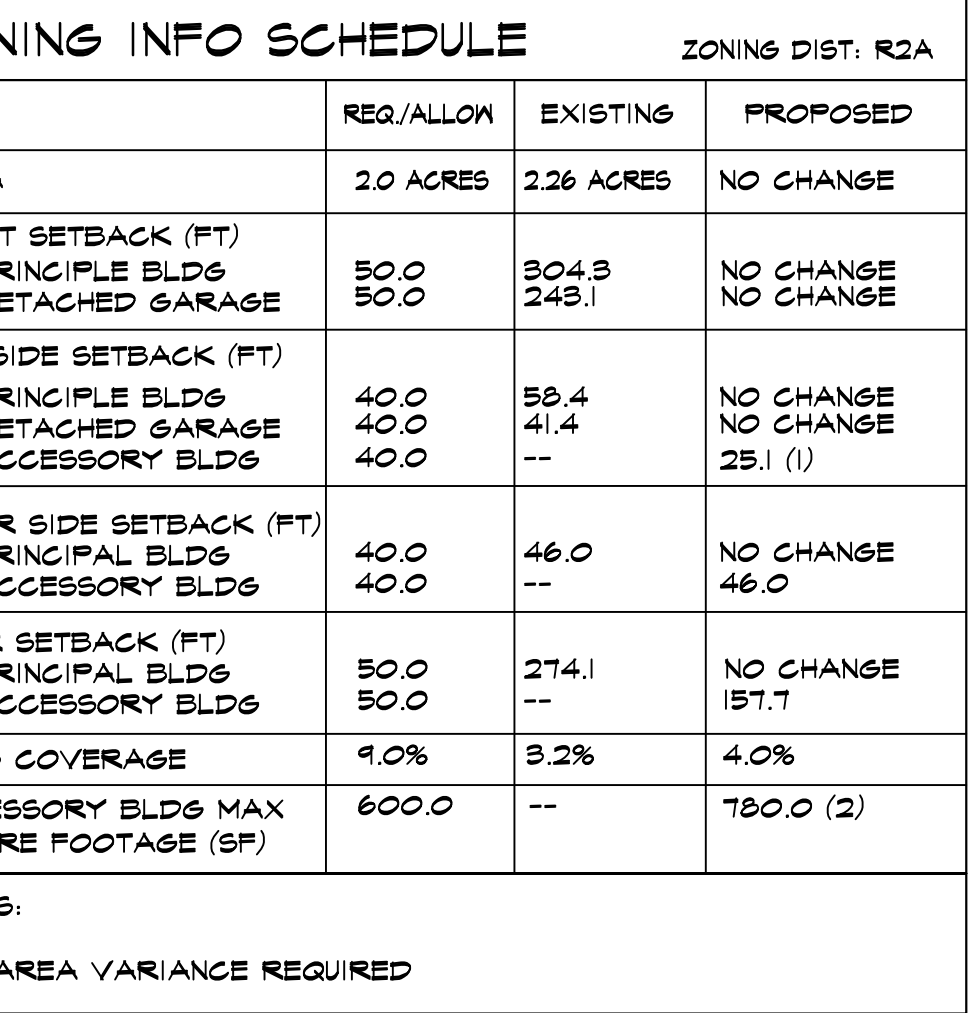 NING INFO SCHEDULE
ZONING DIST: R2A
REQ./ALLOW EXISTING PROPOSED
A 2.0 ACRES 2.26 ACRES NO CHANGE
T SETBACK (FT)
RINCIPLE BLDG 50.0 304.3 NO CHANGE
ETACHED GARAGE 50.0 243.1 NO CHANGE
SIDE SETBACK (FT)
RINCIPLE BLDG 40.0 58.4 NO CHANGE
ETACHED GARAGE 40.0 41.4 NO CHANGE
CCESSORY BLDG 40.0 -- 25.1 (1)
R SIDE SETBACK (FT)
RINCIPAL BLDG 40.0 46.0 NO CHANGE
CCESSORY BLDG 40.0 -- 46.0
R SETBACK (FT)
RINCIPAL BLDG 50.0 274.1 NO CHANGE
CCESSORY BLDG 50.0 -- 157.7
G COVERAGE 9.0% 3.2% 4.0%
ESSORY BLDG MAX 600.0 -- 780.0 (2)
RE FOOTAGE (SF)
S:
AREA VARIANCE REQUIRED